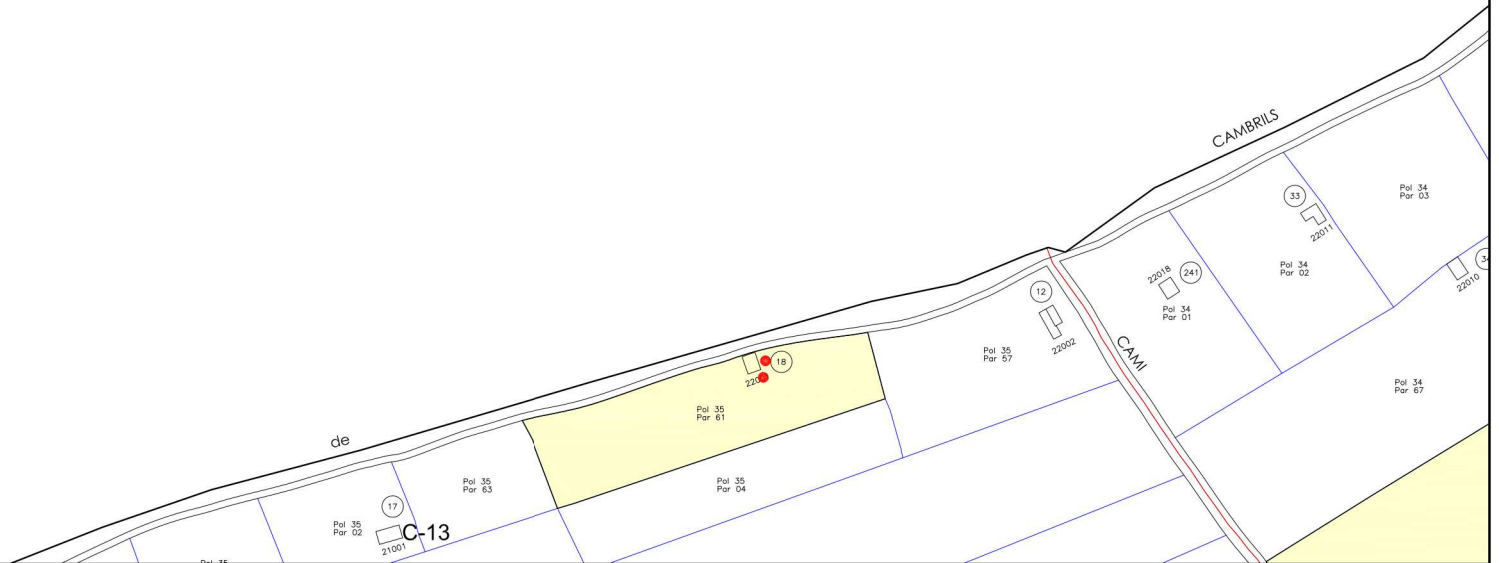 CAMBRILS
Pol 34
Par 03
33
22011
Pol 34
Par 02
22018
241
22010
Pol 34
Par 01
12
22002
CAMI
Pol 35
Par 57
18
Pol 34
Par 67
Pol 35
Par 61
de
Pol 35
Par 63
Pol 35
Par 04
17
Pol 35
Par 02
C-13
21001
Pol 35